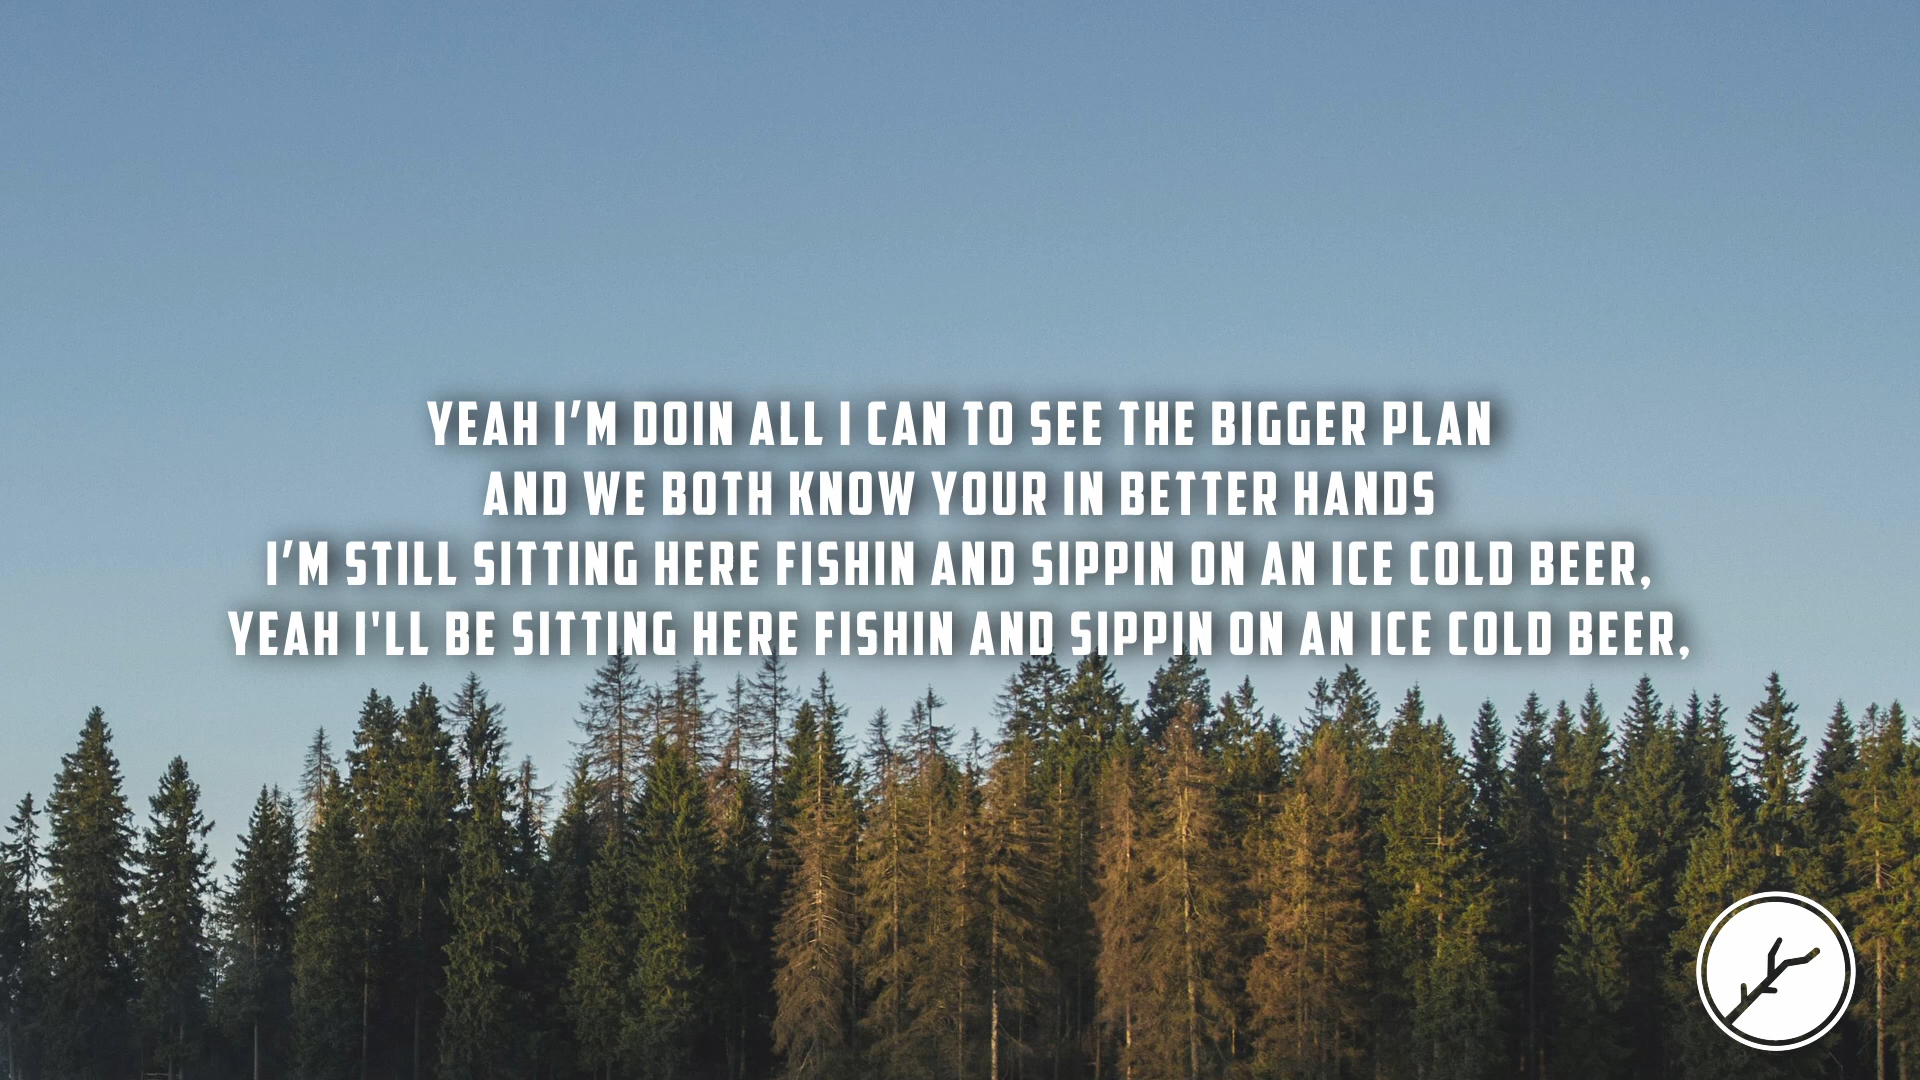 YEAH I’M DOIN ALL I CAN TO SEE THE BIGGER PLAN
AND WE BOTH KNOW YOUR IN BETTER HANDS
I’M STILL SITTING HERE FISHIN AND SIPPIN ON AN ICE COLD BEER,
YEAH I'LL BE SITTING HERE FISHIN AND SIPPIN ON AN ICE COLD BEER,